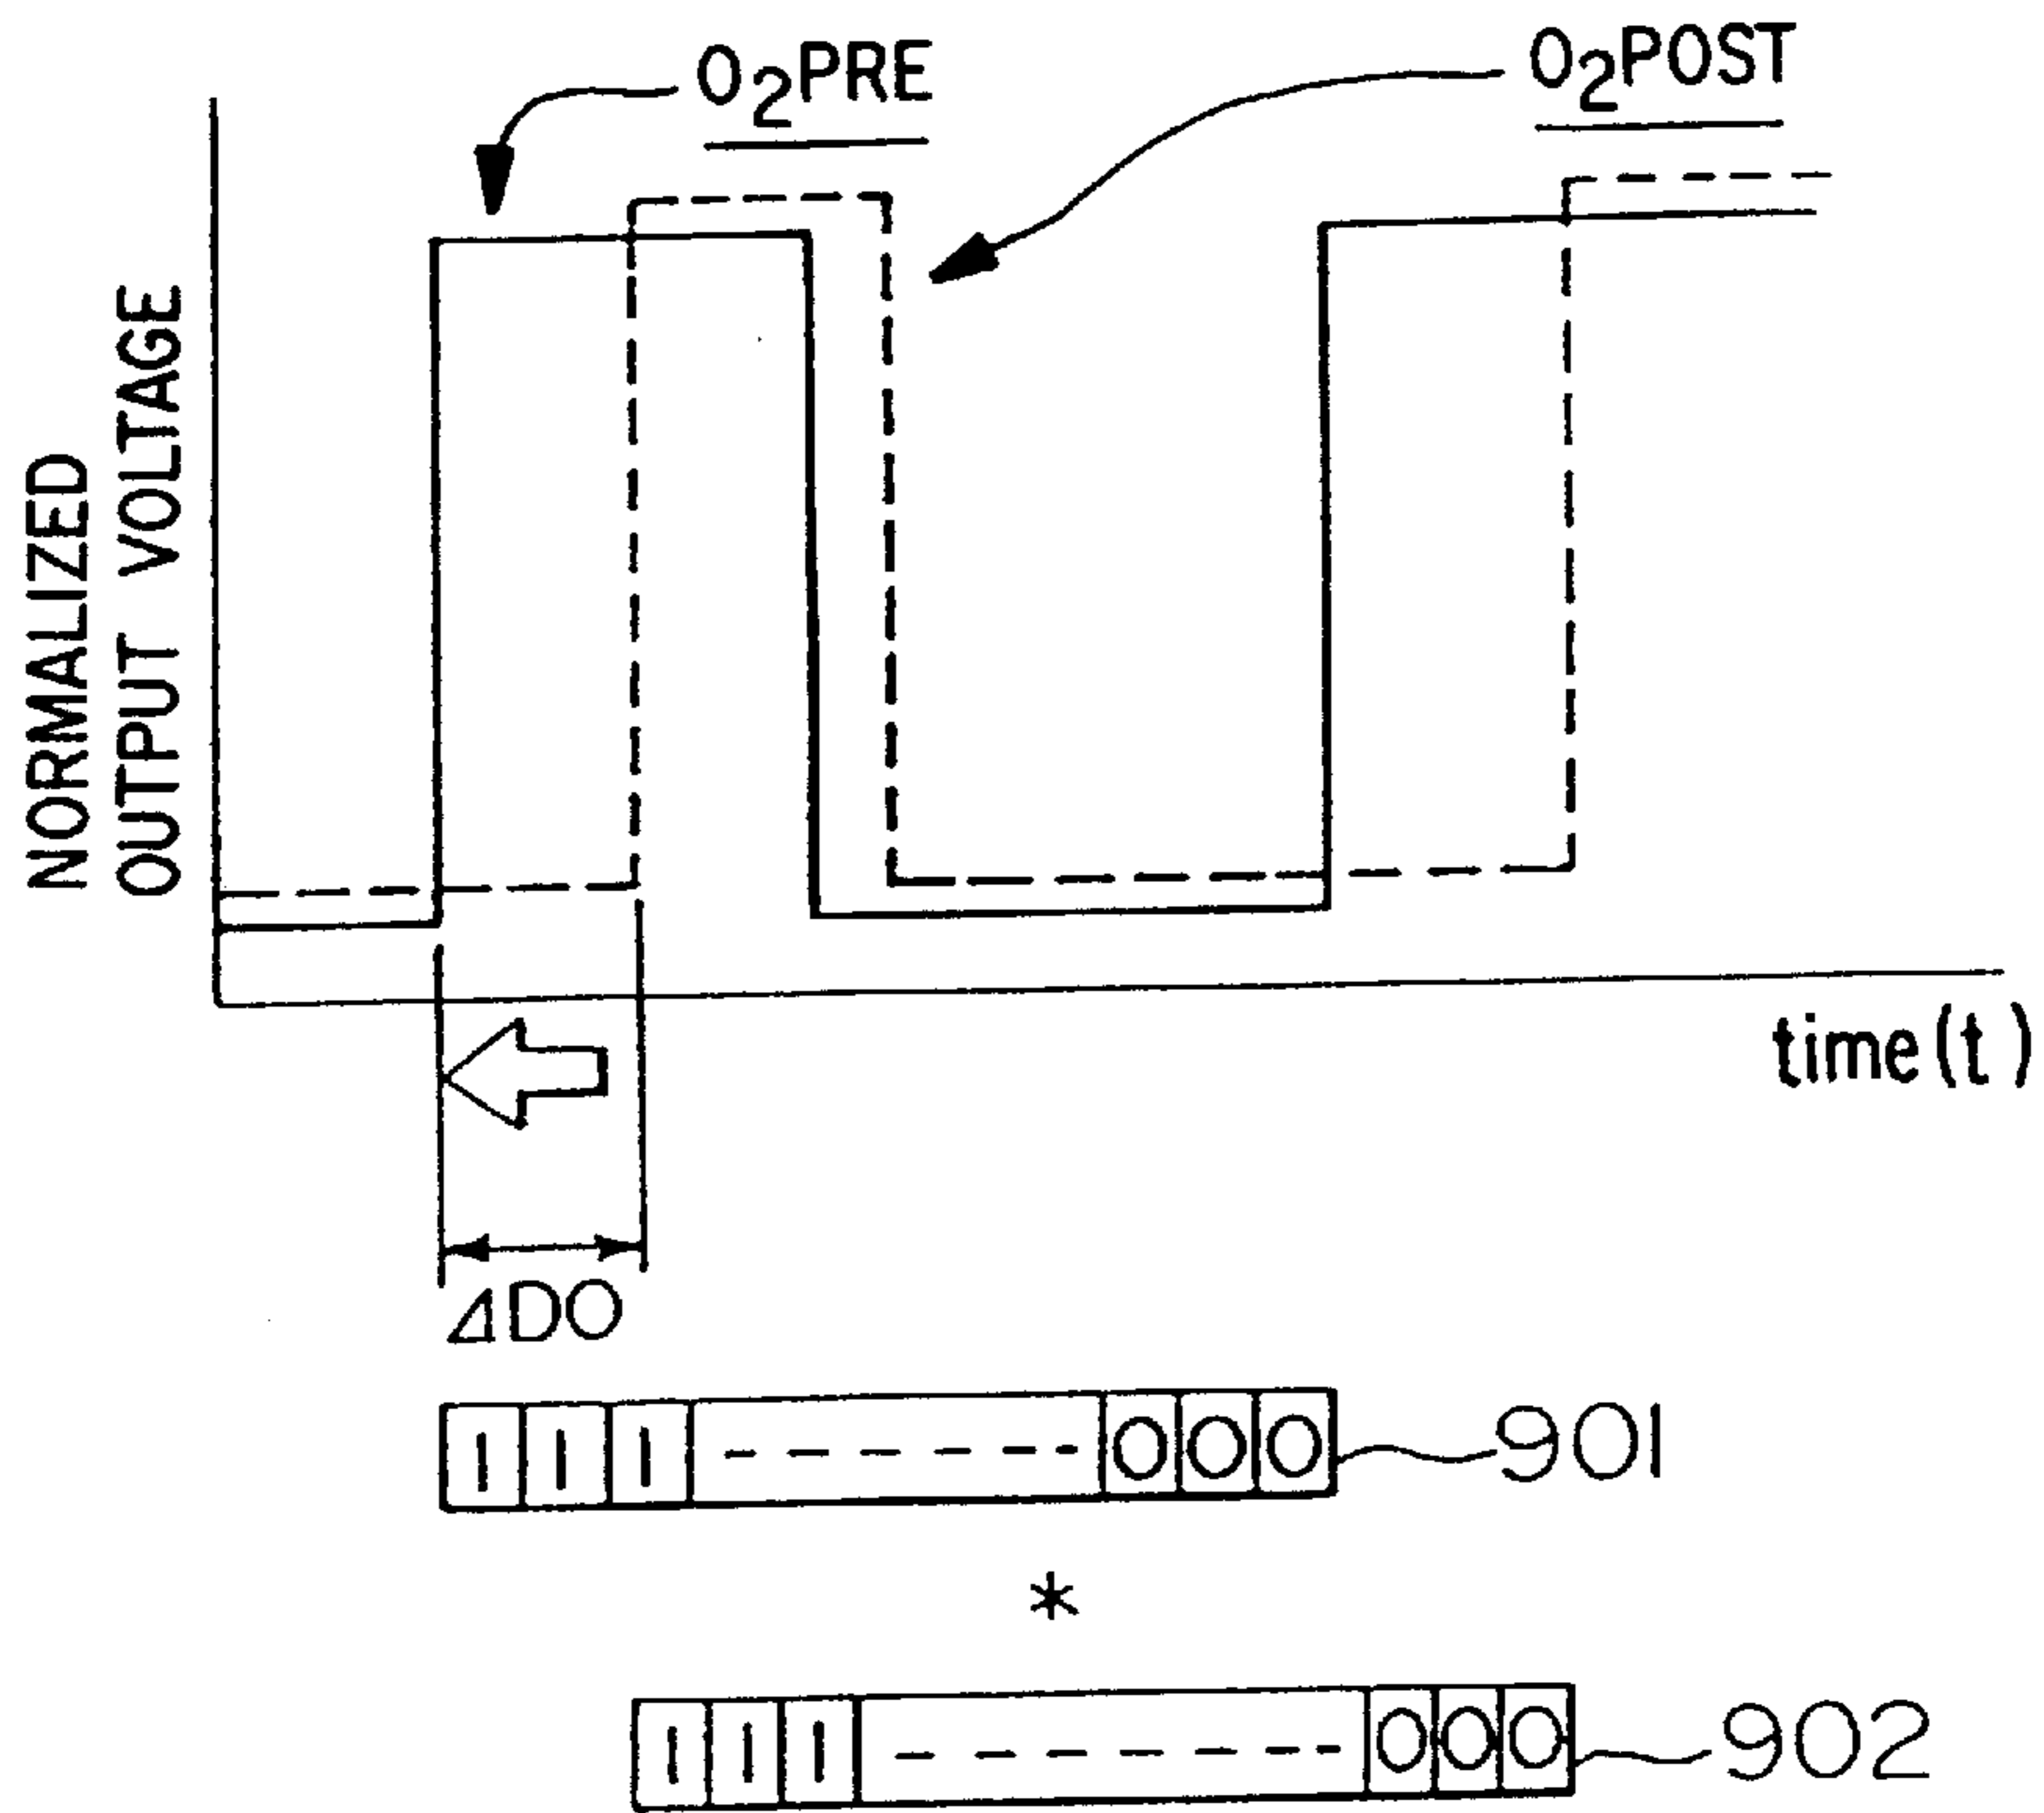 O₂PRE
O₂POST
NORMALIZED
OUTPUT VOLTAGE
time(t)
ΔDO
1 1 1 ------ 0 0 0 901
*
1 1 1 ------- 0 0 0 902